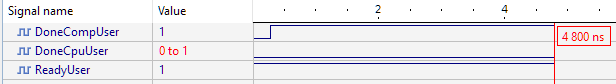 Signal name Value 2 4
DoneCompUser 1
4 800 ns
DoneCpuUser 0 to 1
ReadyUser 1